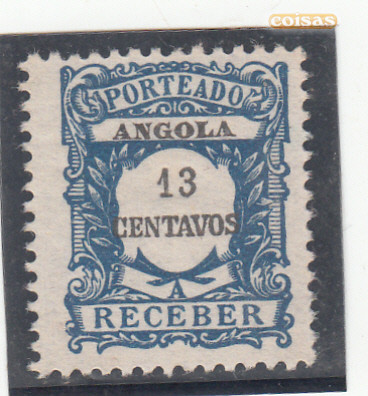 coisas
PORTEADO
ANGOLA
13
CENTAVOS
A
RECEBER